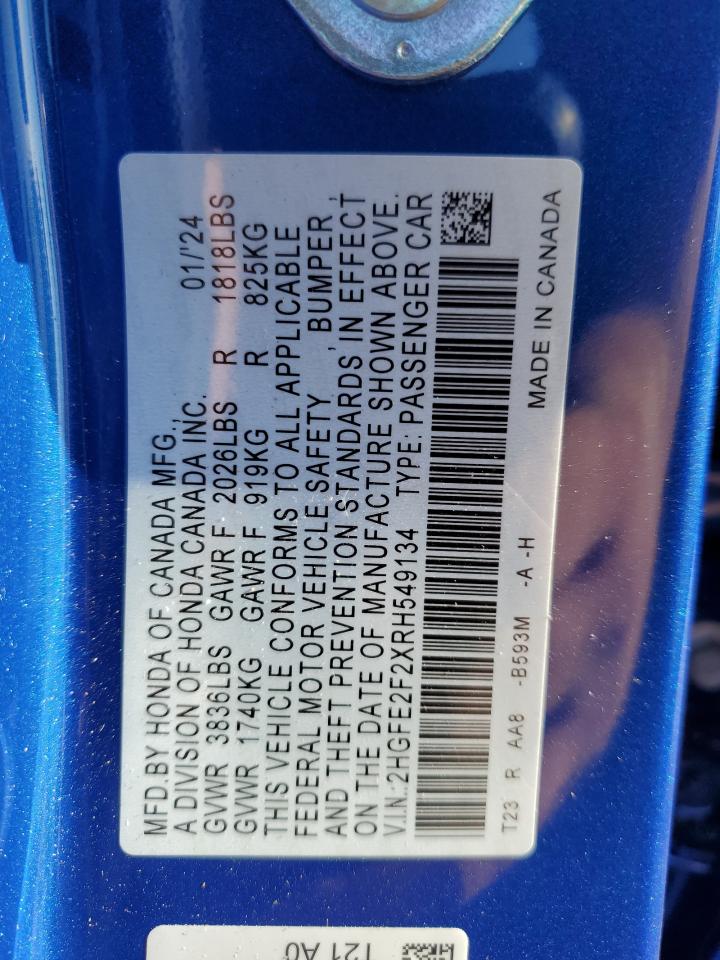 MFD.BY HONDA OF CANADA MFG.,
A DIVISION OF HONDA CANADA INC. 01/'24
GVWR 3836LBS GAWR F 2026LBS R 1818LBS
GVWR 1740KG GAWR F 919KG R 825KG
THIS VEHICLE CONFORMS TO ALL APPLICABLE
FEDERAL MOTOR VEHICLE SAFETY , BUMPER ,
AND THEFT PREVENTION STANDARDS IN EFFECT
ON THE DATE OF MANUFACTURE SHOWN ABOVE.
V.I.N.:2HGFE2F2XRH549134 TYPE: PASSENGER CAR
T23 R AA8 -B593M -A -H MADE IN CANADA